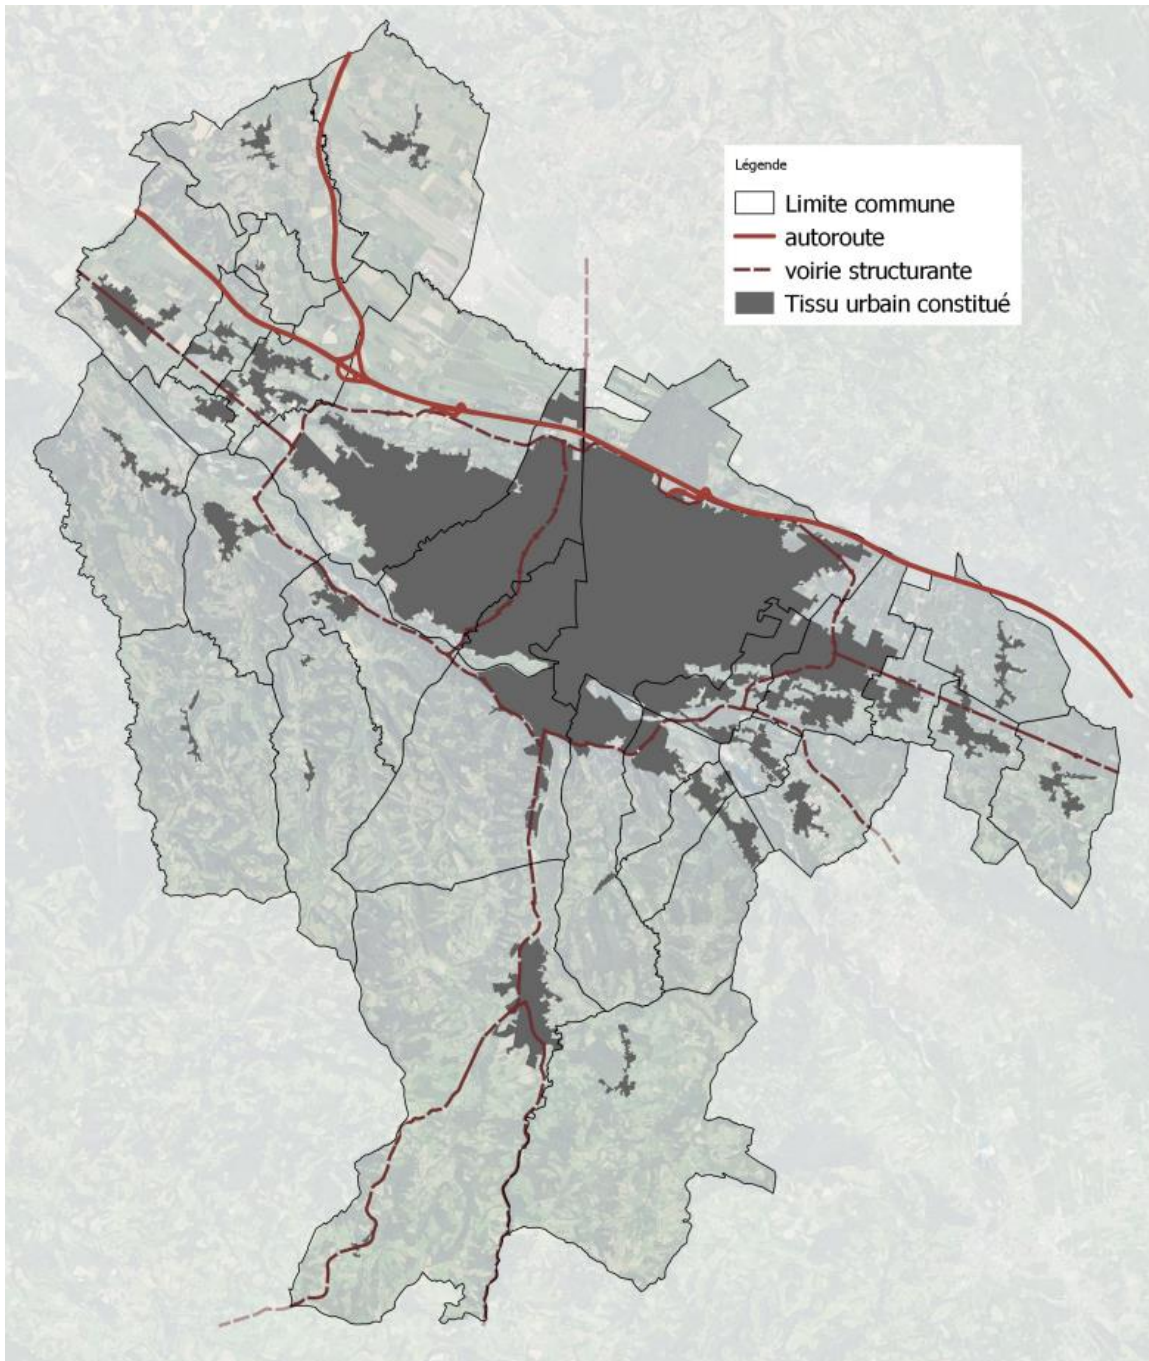 Légende
Limite commune
autoroute
voirie structurante
Tissu urbain constitué